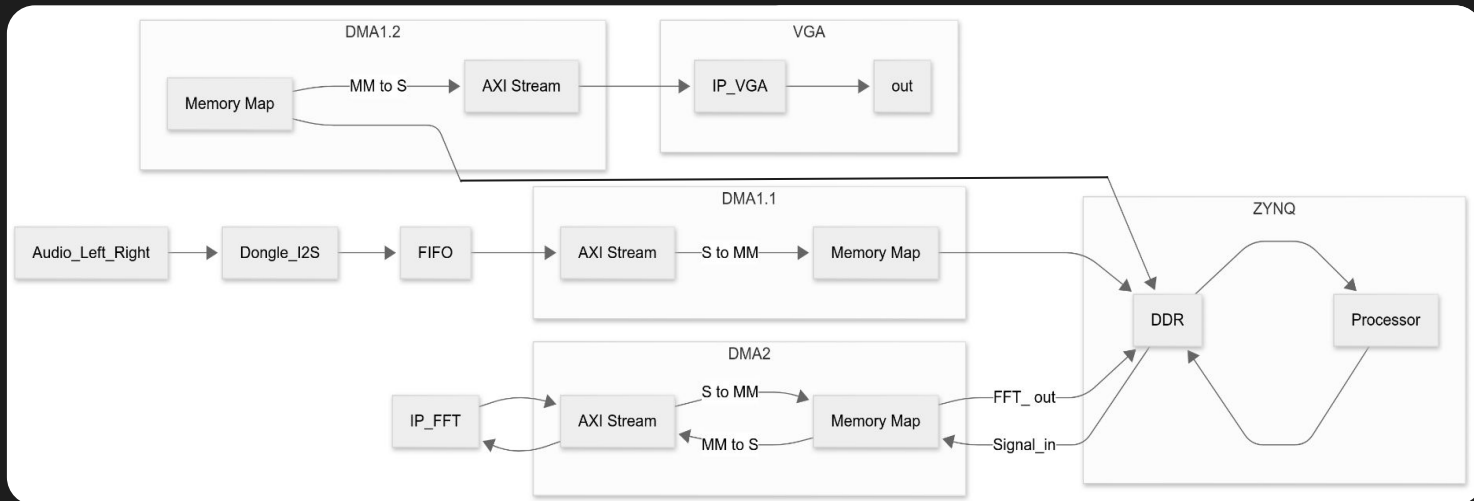 DMA1.2
VGA
Memory Map
MM to S
AXI Stream
IP_VGA
out
DMA1.1
ZYNQ
Audio_Left_Right
Dongle_I2S
FIFO
AXI Stream
S to MM
Memory Map
DDR
Processor
DMA2
IP_FFT
AXI Stream
S to MM
MM to S
Memory Map
FFT_ out
Signal_in